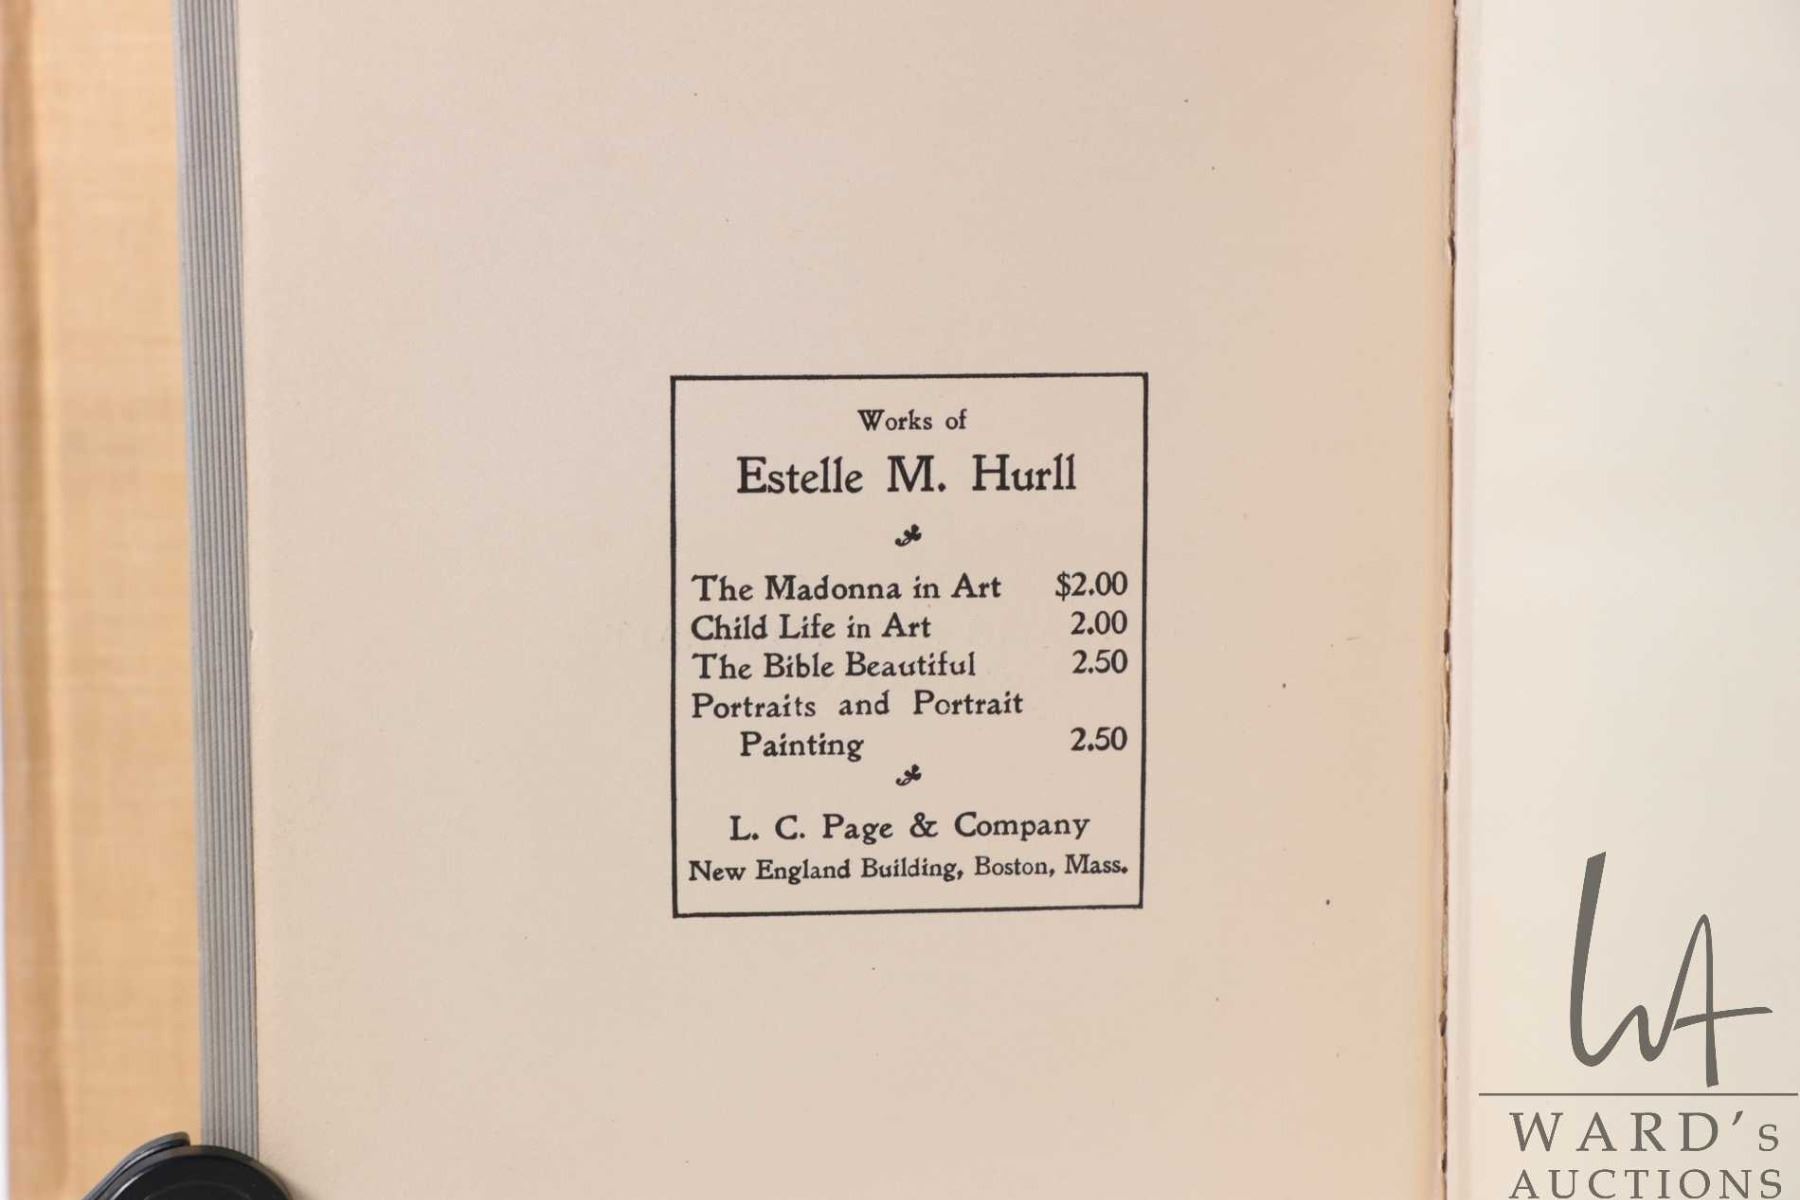 Works of
Estelle M. Hurll
The Madonna in Art $2.00
Child Life in Art 2.00
The Bible Beautiful 2.50
Portraits and Portrait
Painting 2.50
L. C. Page & Company
New England Building, Boston, Mass.
WA
WARD's
AUCTIONS